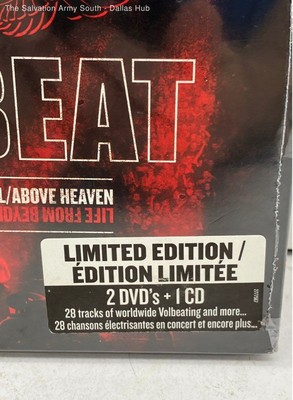 The Salvation Army South - Dallas Hub
BEAT
L/ABOVE HEAVEN
LIFE FROM BEYO
LIMITED EDITION /
ÉDITION LIMITÉE
2 DVD's + 1 CD
28 tracks of worldwide Volbeating and more...
28 chansons électrisantes en concert et encore plus...